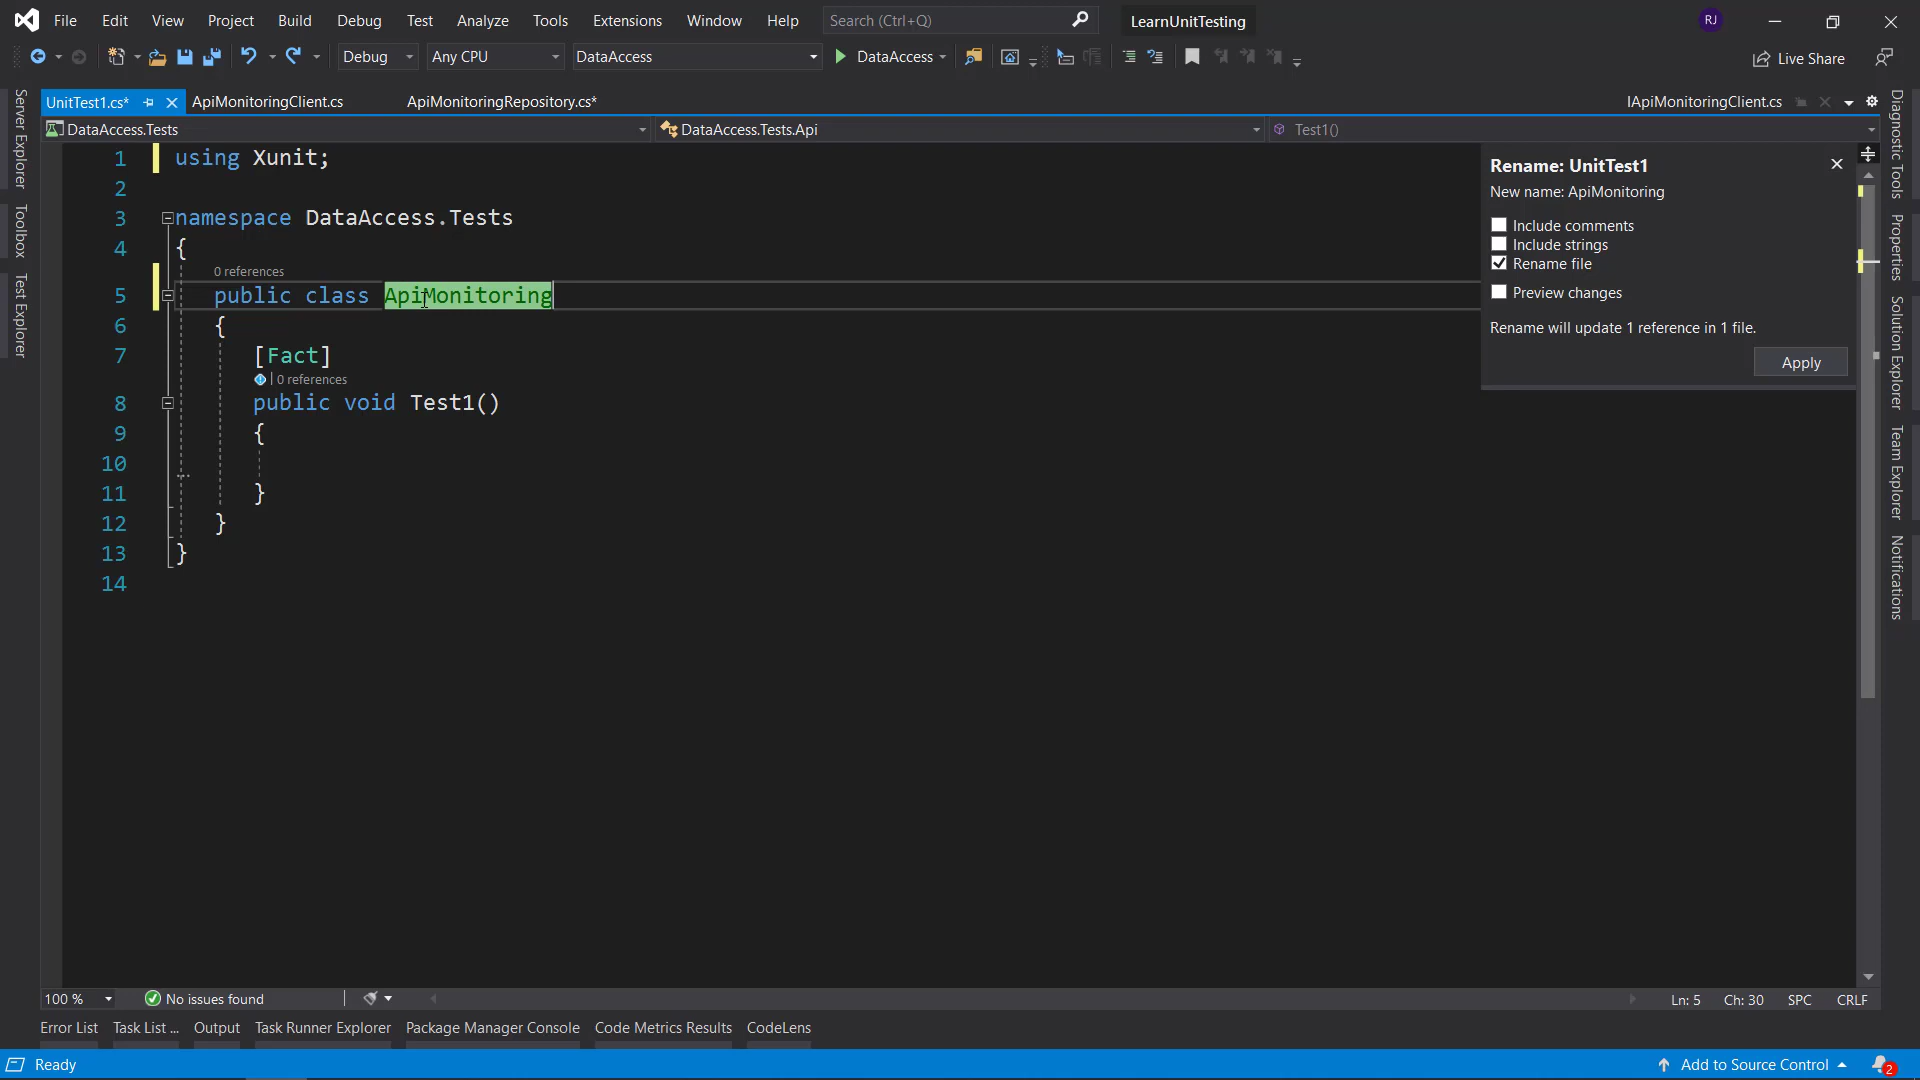 File Edit View Project Build Debug Test Analyze Tools Extensions Window Help Search (Ctrl+Q) LearnUnitTesting RJ
Debug Any CPU DataAccess DataAccess Live Share
UnitTest1.cs* ApiMonitoringClient.cs ApiMonitoringRepository.cs* IApiMonitoringClient.cs
DataAccess.Tests DataAccess.Tests.Api Test1()
Server Explorer
Toolbox
Test Explorer
1 using Xunit;
2
3 namespace DataAccess.Tests
4 {
0 references
5 public class ApiMonitoring
6 {
7 [Fact]
0 references
8 public void Test1()
9 {
10
11 }
12 }
13 }
14
Rename: UnitTest1
New name: ApiMonitoring
Include comments
Include strings
Rename file
Preview changes
Rename will update 1 reference in 1 file.
Apply
Diagnostic Tools
Properties
Solution Explorer
Team Explorer
Notifications
100 % No issues found Ln: 5 Ch: 30 SPC CRLF
Error List Task List ... Output Task Runner Explorer Package Manager Console Code Metrics Results CodeLens
Ready Add to Source Control 2